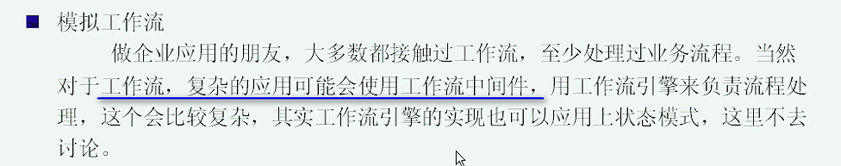 模拟工作流
做企业应用的朋友，大多数都接触过工作流，至少处理过业务流程。当然
对于工作流，复杂的应用可能会使用工作流中间件，用工作流引擎来负责流程处
理，这个会比较复杂，其实工作流引擎的实现也可以应用上状态模式，这里不去
讨论。